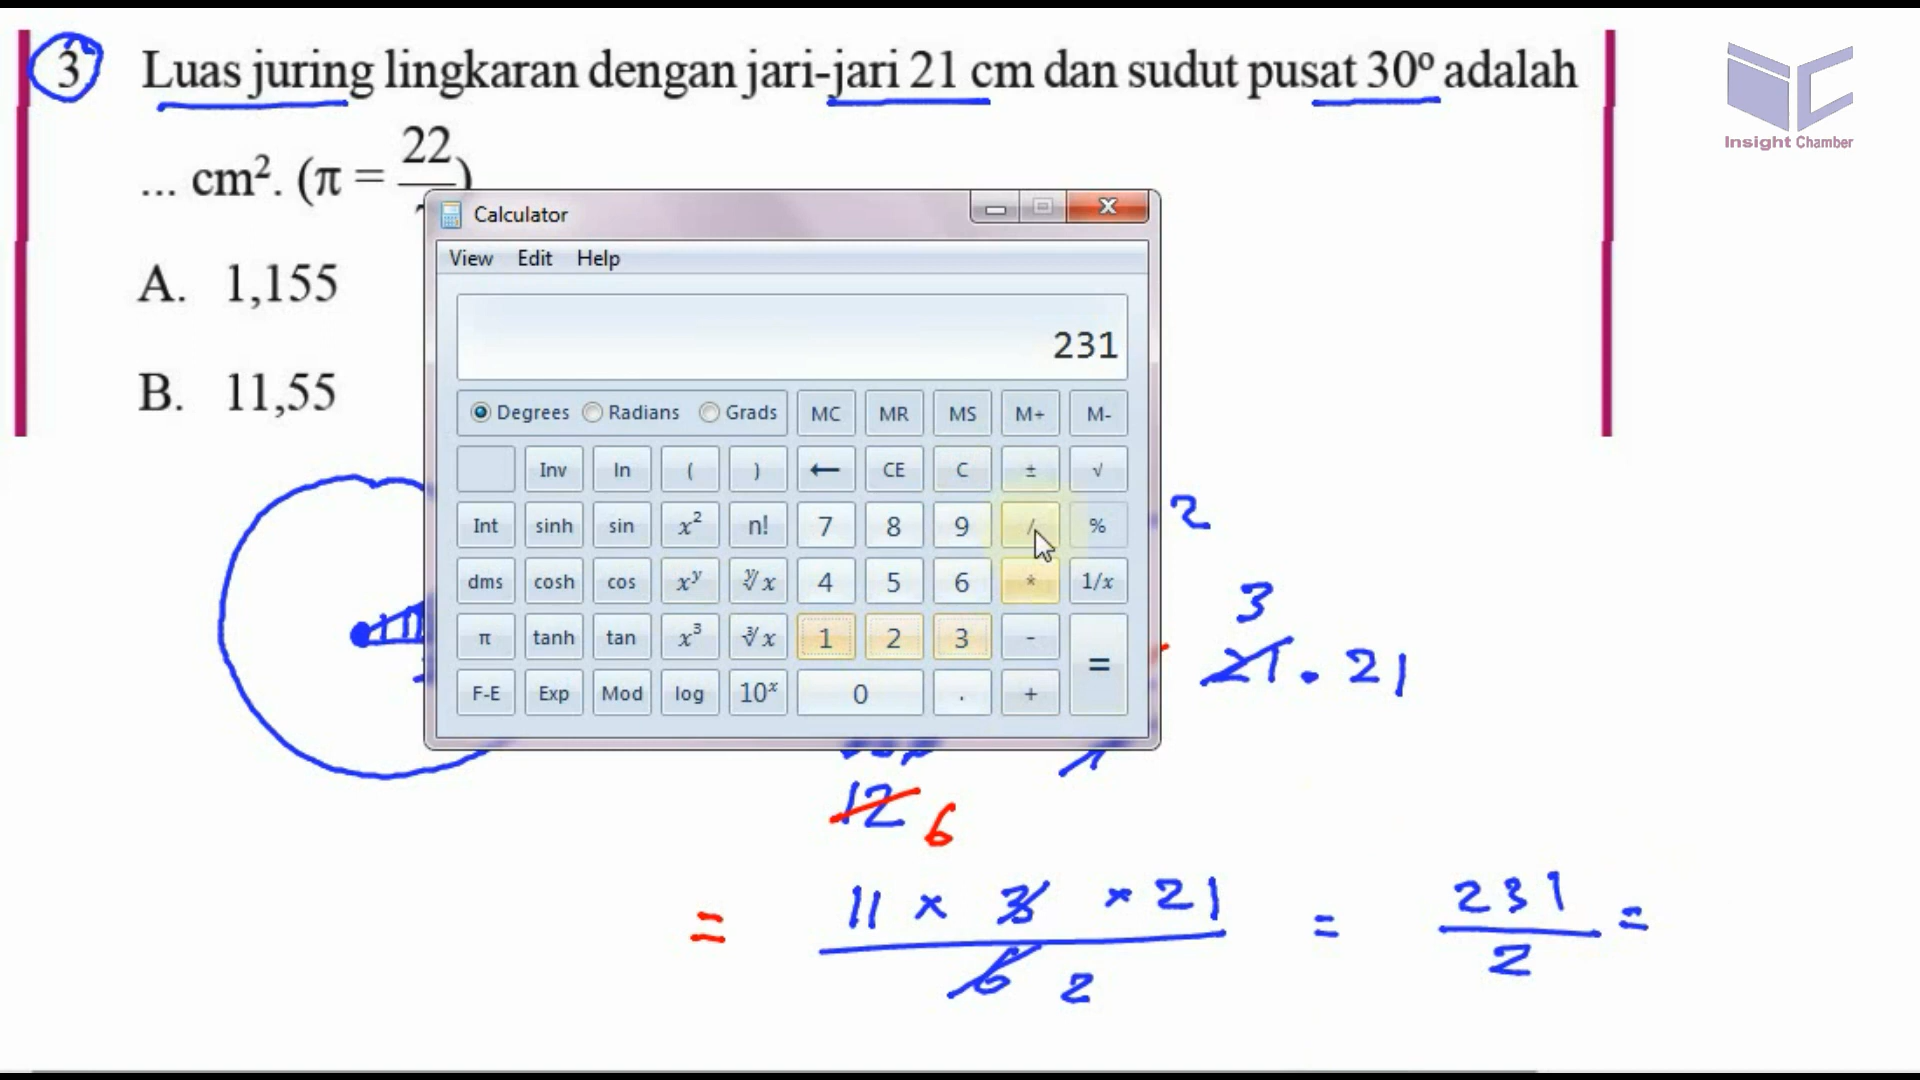 3 Luas juring lingkaran dengan jari-jari 21 cm dan sudut pusat 30° adalah
... cm². (π = 22
A. 1,155
B. 11,55
Insight Chamber
Calculator
View Edit Help
231
Degrees Radians Grads MC MR MS M+ M-
Inv ln ( ) ← CE C ± √
Int sinh sin x² n! 7 8 9 / %
dms cosh cos xʸ ʸ√x 4 5 6 * 1/x
π tanh tan x³ ³√x 1 2 3 - =
F-E Exp Mod log 10ˣ 0 . +
2
3
21 . 21
12 6
= 11 × 3 × 21 / 6 2 = 231 / 2 =